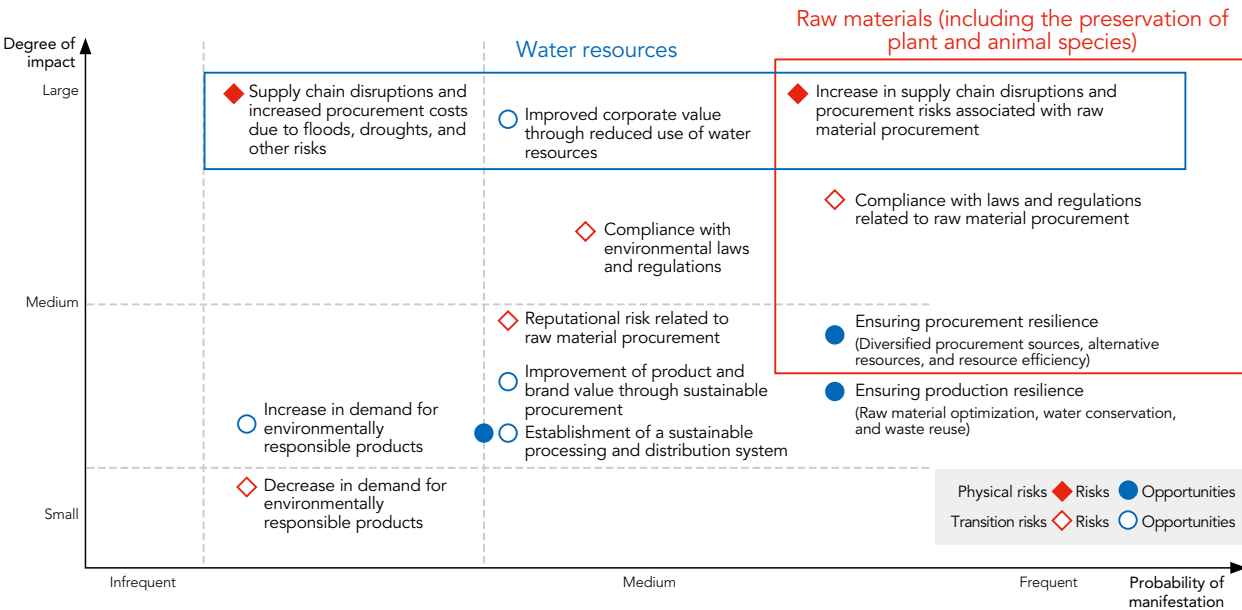 Raw materials (including the preservation of
plant and animal species)
Degree of
impact
Water resources
Large
Supply chain disruptions and
increased procurement costs
due to floods, droughts, and
other risks
Improved corporate value
through reduced use of water
resources
Increase in supply chain disruptions and
procurement risks associated with raw
material procurement
Compliance with laws and regulations
related to raw material procurement
Compliance with
environmental laws
and regulations
Medium
Reputational risk related to
raw material procurement
Ensuring procurement resilience
(Diversified procurement sources, alternative
resources, and resource efficiency)
Improvement of product and
brand value through sustainable
procurement
Ensuring production resilience
(Raw material optimization, water conservation,
and waste reuse)
Increase in demand for
environmentally
responsible products
Establishment of a sustainable
processing and distribution system
Decrease in demand for
environmentally
responsible products
Small
Physical risks Risks Opportunities
Transition risks Risks Opportunities
Infrequent
Medium
Frequent
Probability of
manifestation